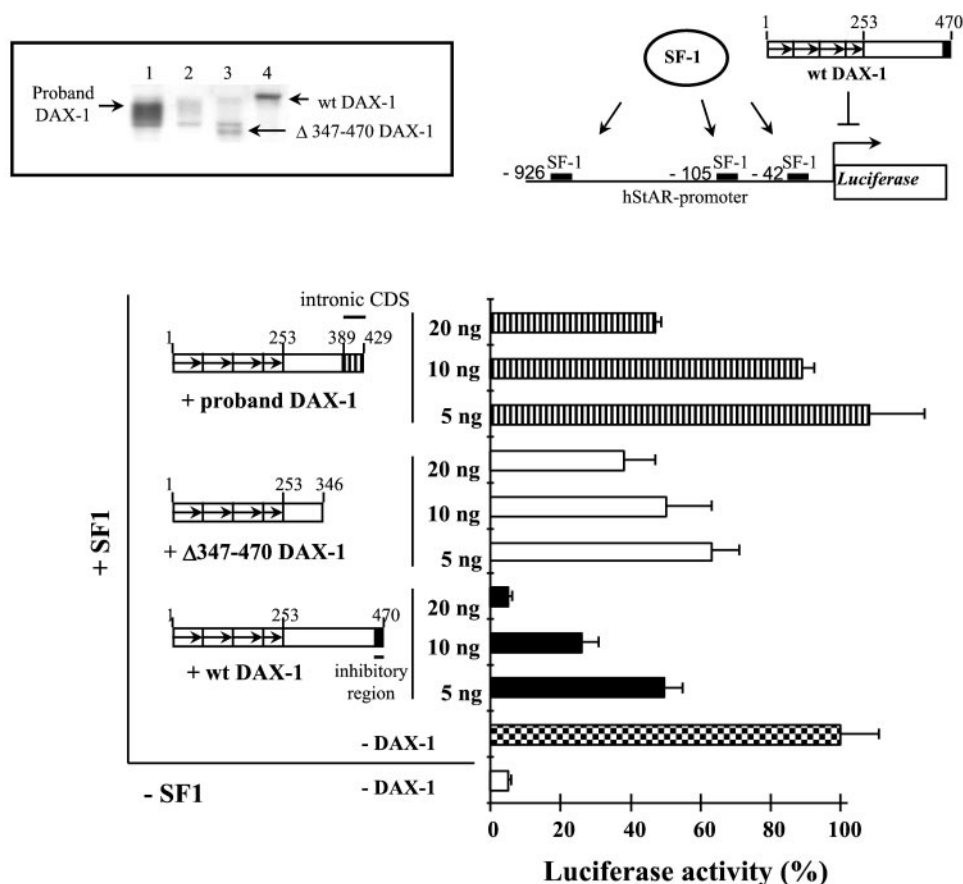 1 2 3 4
Proband
DAX-1
wt DAX-1
Δ 347-470 DAX-1
1 253 470
SF-1
wt DAX-1
SF-1 SF-1 SF-1
- 926 - 105 - 42
Luciferase
hStAR-promoter
intronic CDS
1 253 389 429
+ proband DAX-1
20 ng
10 ng
5 ng
1 253 346
+ Δ347-470 DAX-1
20 ng
10 ng
5 ng
+ SF1
1 253 470
+ wt DAX-1
inhibitory
region
20 ng
10 ng
5 ng
- DAX-1
- SF1
- DAX-1
0 20 40 60 80 100
Luciferase activity (%)